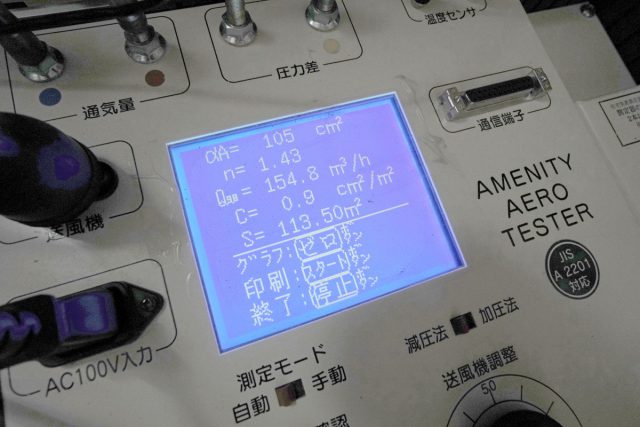 温度センサ
圧力差
通気量
通信端子
送風機
αA= 105 cm²
n= 1.43
Q₉.₈= 154.8 m³/h
C= 0.9 cm²/m²
S= 113.50m²
グラフ:ゼロボタン
印刷:スタートボタン
終了:停止ボタン
AMENITY
AERO
TESTER
JIS
A 2201
対応
AC100V入力
測定モード
自動 手動
減圧法 加圧法
送風機調整
50
確認